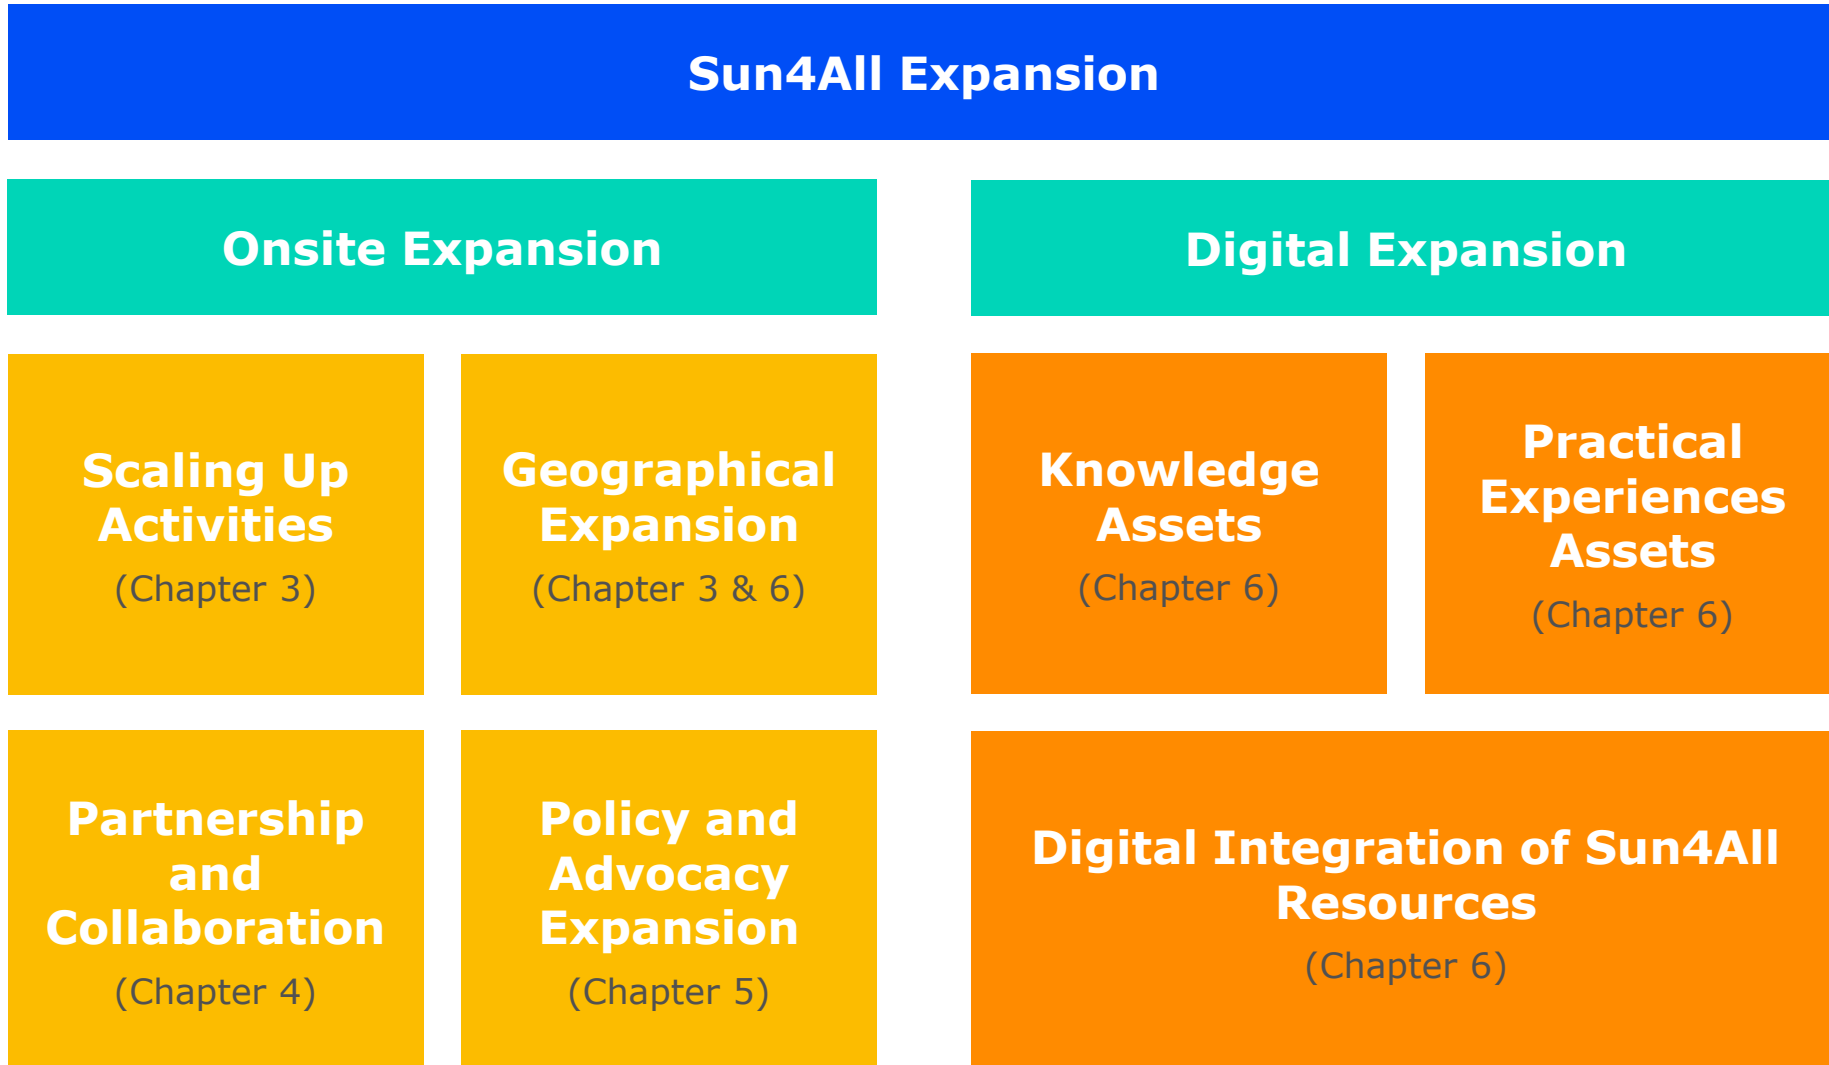 Sun4All Expansion
Onsite Expansion
Digital Expansion
Scaling Up
Activities
(Chapter 3)
Geographical
Expansion
(Chapter 3 & 6)
Knowledge
Assets
(Chapter 6)
Practical
Experiences
Assets
(Chapter 6)
Partnership
and
Collaboration
(Chapter 4)
Policy and
Advocacy
Expansion
(Chapter 5)
Digital Integration of Sun4All
Resources
(Chapter 6)